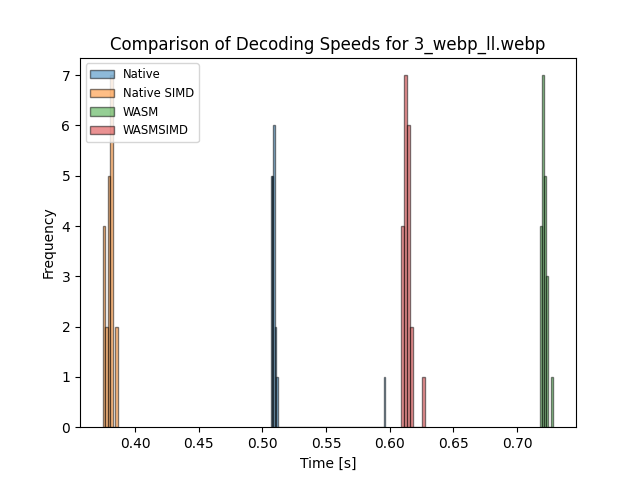 Comparison of Decoding Speeds for 3_webp_ll.webp
Native
Native SIMD
WASM
WASMSIMD
7
6
5
4
3
2
1
0
Frequency
0.40 0.45 0.50 0.55 0.60 0.65 0.70
Time [s]